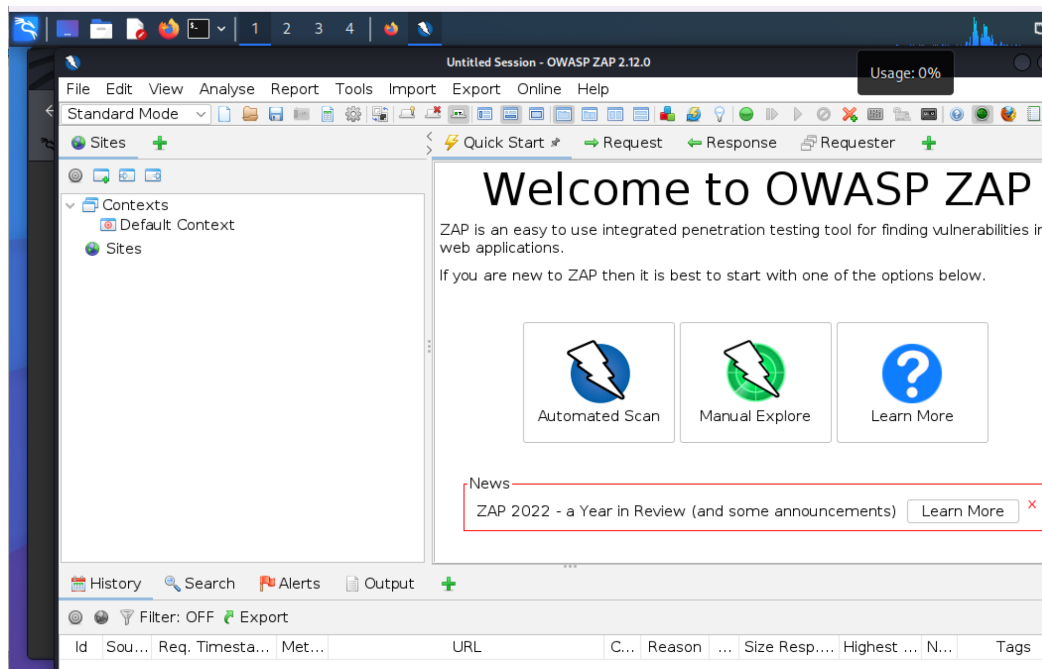 1 2 3 4
Untitled Session - OWASP ZAP 2.12.0
Usage: 0%
File Edit View Analyse Report Tools Import Export Online Help
Standard Mode
Sites
Quick Start Request Response Requester
Welcome to OWASP ZAP
Contexts
Default Context
Sites
ZAP is an easy to use integrated penetration testing tool for finding vulnerabilities in
web applications.
If you are new to ZAP then it is best to start with one of the options below.
Automated Scan Manual Explore Learn More
News
ZAP 2022 - a Year in Review (and some announcements) Learn More X
History Search Alerts Output
Filter: OFF Export
Id Sou... Req. Timesta... Met... URL C... Reason ... Size Resp.... Highest ... N... Tags